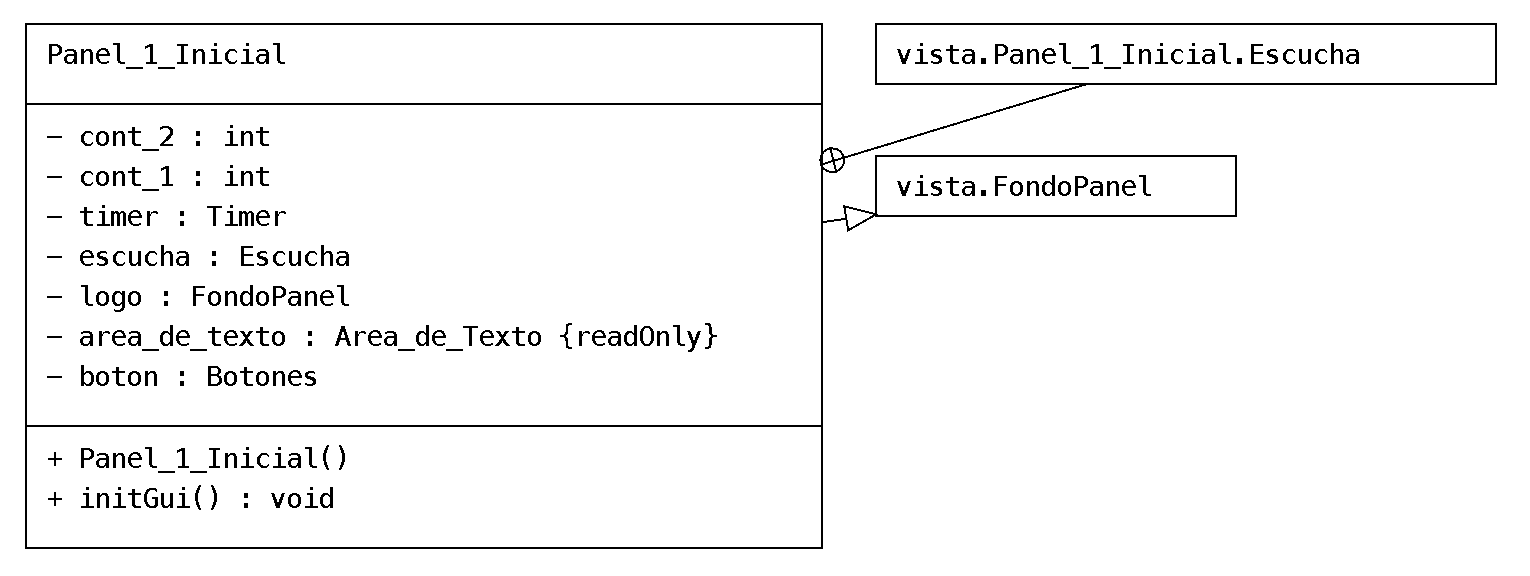 Panel_1_Inicial
− cont_2 : int
− cont_1 : int
− timer : Timer
− escucha : Escucha
− logo : FondoPanel
− area_de_texto : Area_de_Texto {readOnly}
− boton : Botones
+ Panel_1_Inicial()
+ initGui() : void
vista.Panel_1_Inicial.Escucha
vista.FondoPanel